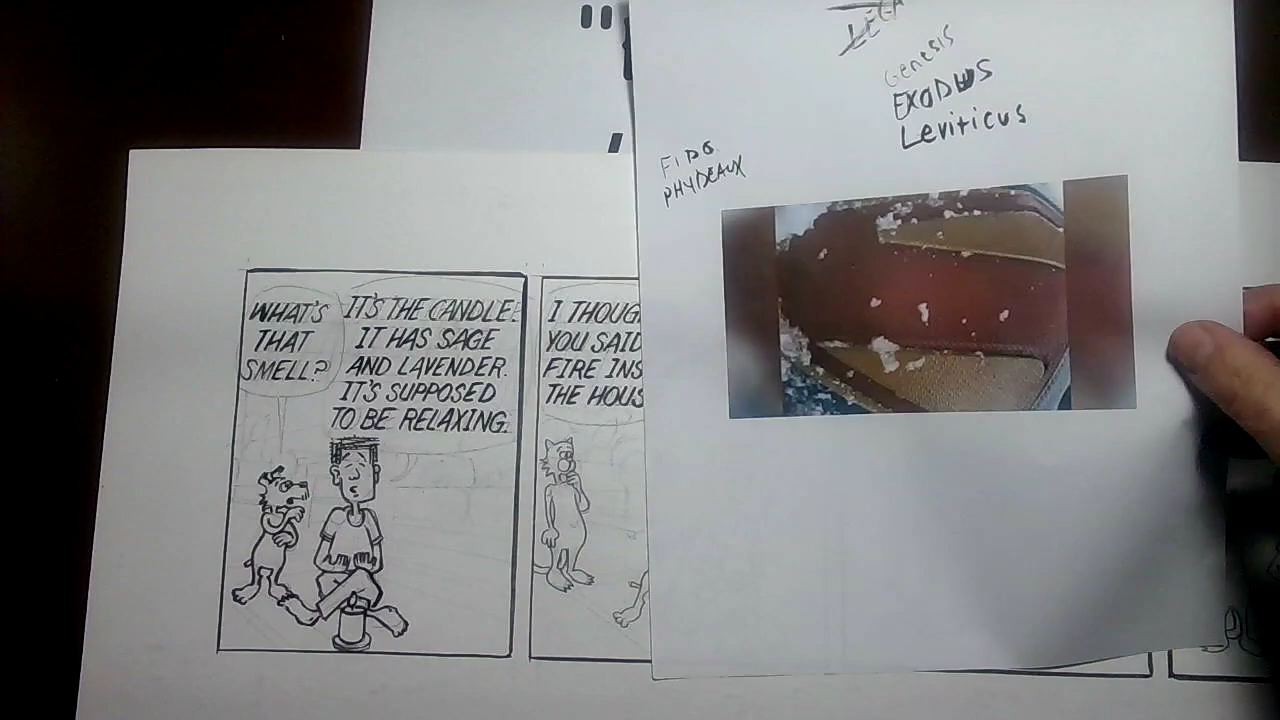 WHAT'S
THAT
SMELL?
IT'S THE CANDLE.
IT HAS SAGE
AND LAVENDER.
IT'S SUPPOSED
TO BE RELAXING.
I THOUG
YOU SAID
FIRE INS
THE HOUS
Genesis
EXODUS
Leviticus
FIDO
PHYDEAUX